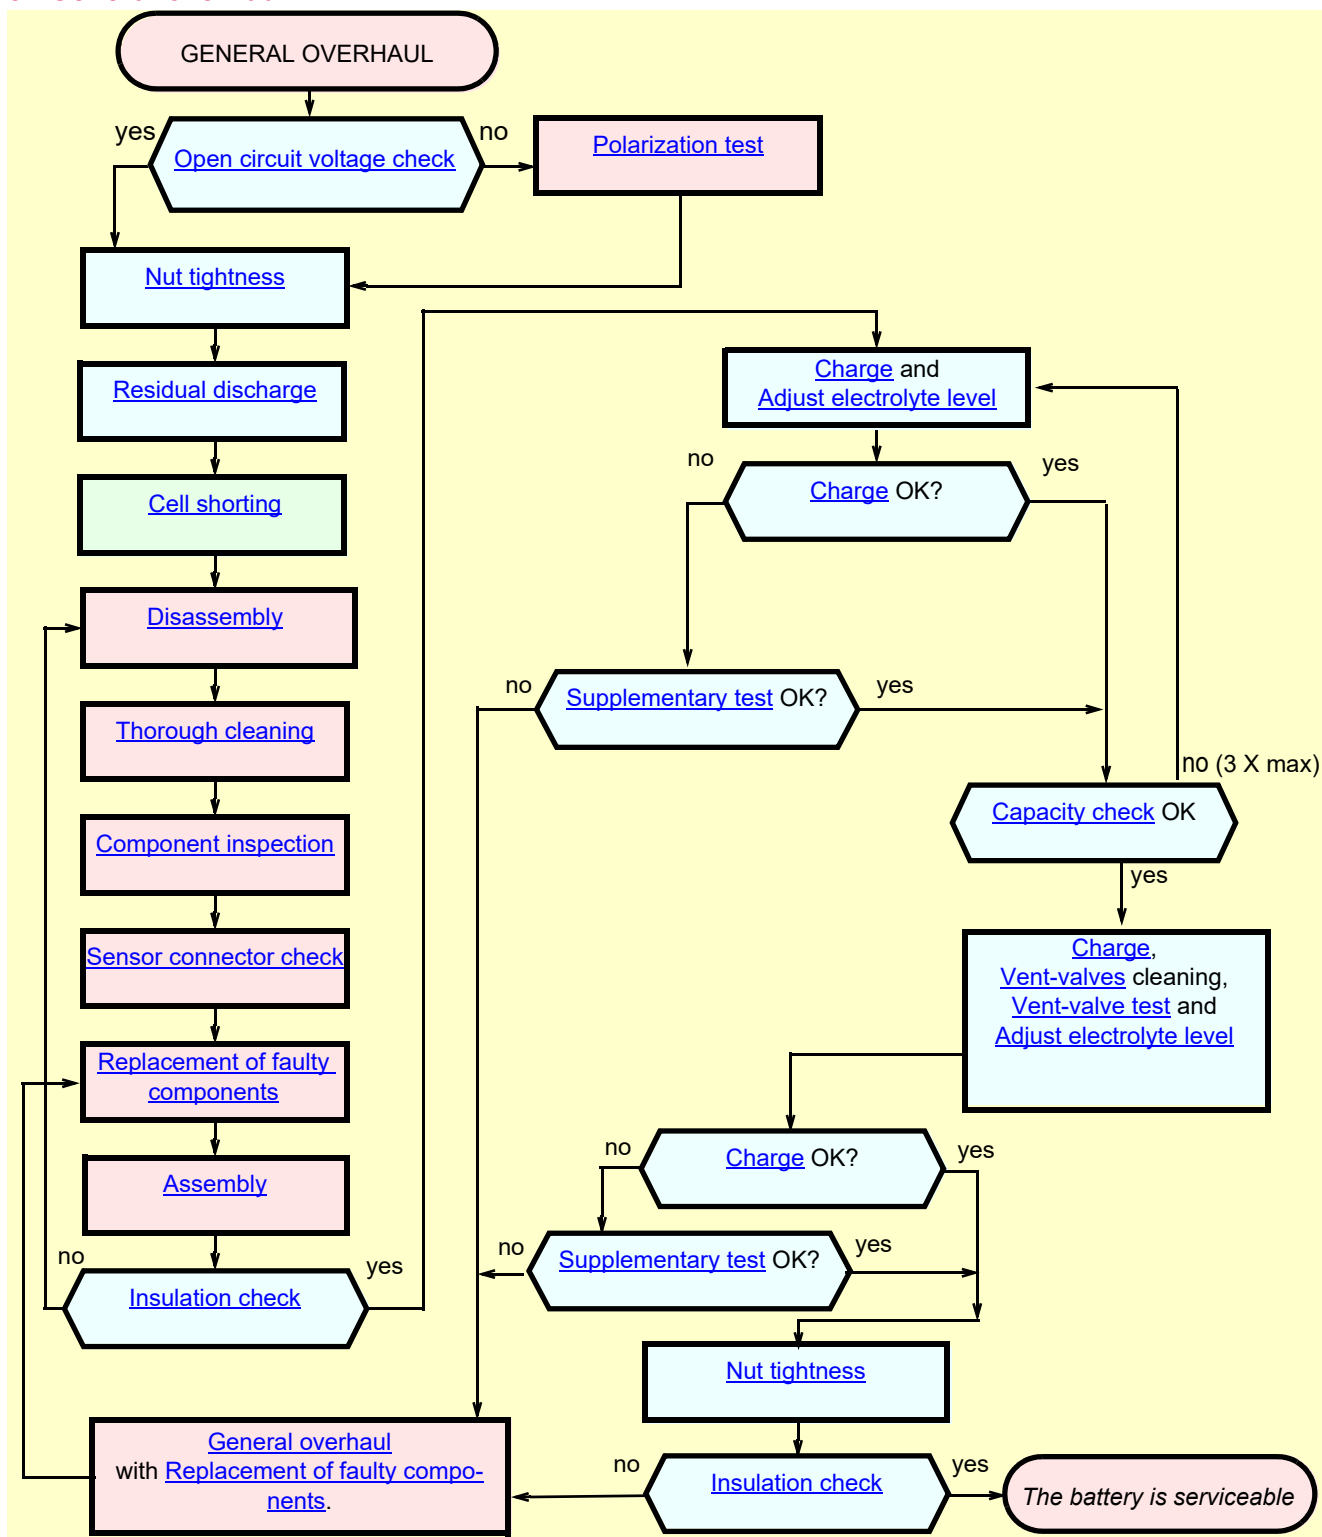 GENERAL OVERHAUL
yes
no
Open circuit voltage check
Polarization test
Nut tightness
Residual discharge
Cell shorting
Disassembly
Thorough cleaning
Component inspection
Sensor connector check
Replacement of faulty
components
Assembly
no
yes
Insulation check
Charge and
Adjust electrolyte level
no
yes
Charge OK?
no
Supplementary test OK?
yes
no (3 X max)
Capacity check OK
yes
Charge,
Vent-valves cleaning,
Vent-valve test and
Adjust electrolyte level
no
Charge OK?
yes
no
Supplementary test OK?
yes
Nut tightness
General overhaul
with Replacement of faulty compo-
nents.
no
Insulation check
yes
The battery is serviceable